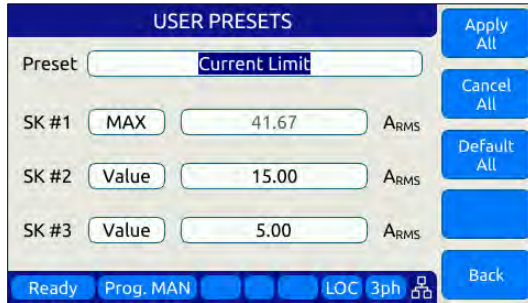 USER PRESETS
Preset Current Limit
SK #1 MAX 41.67 ARMS
SK #2 Value 15.00 ARMS
SK #3 Value 5.00 ARMS
Apply
All
Cancel
All
Default
All
Back
Ready Prog. MAN LOC 3ph